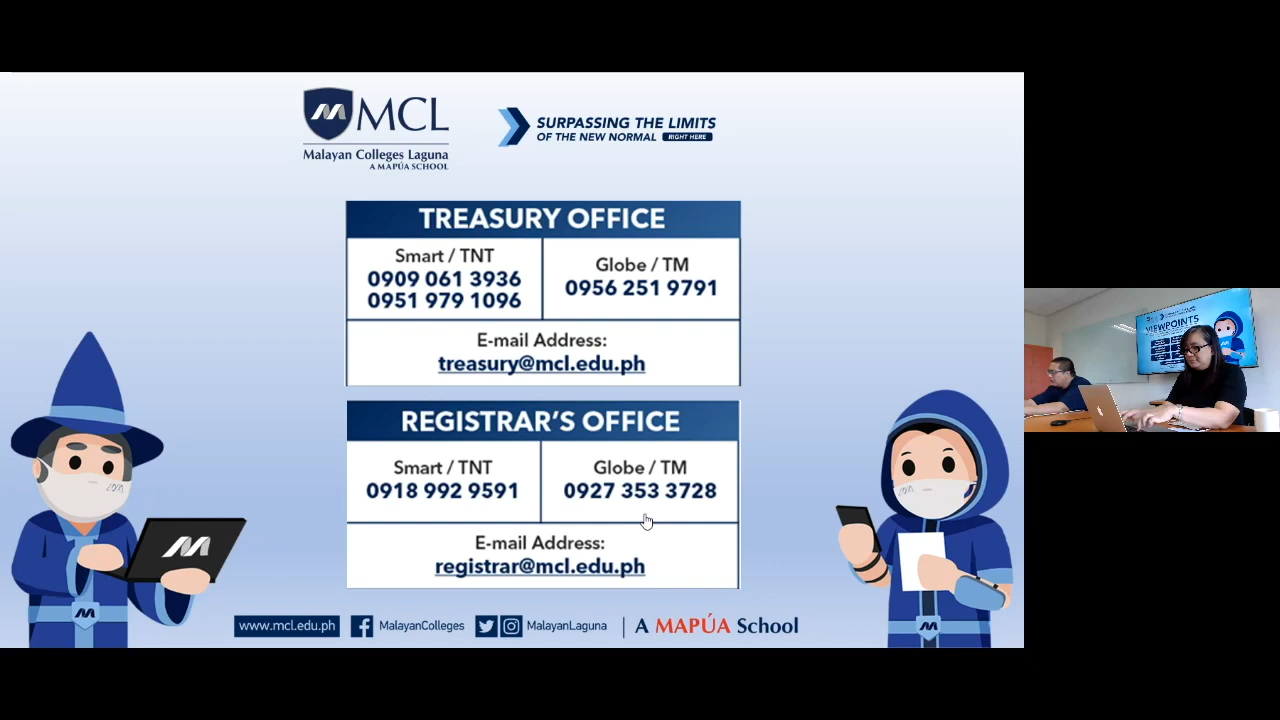 MCL
Malayan Colleges Laguna
A MAPÚA SCHOOL
SURPASSING THE LIMITS
OF THE NEW NORMAL RIGHT HERE
TREASURY OFFICE
Smart / TNT
0909 061 3936
0951 979 1096
Globe / TM
0956 251 9791
E-mail Address:
treasury@mcl.edu.ph
REGISTRAR'S OFFICE
Smart / TNT
0918 992 9591
Globe / TM
0927 353 3728
E-mail Address:
registrar@mcl.edu.ph
www.mcl.edu.ph MalayanColleges MalayanLaguna | A MAPÚA School
MCL
VIEWPOINTS